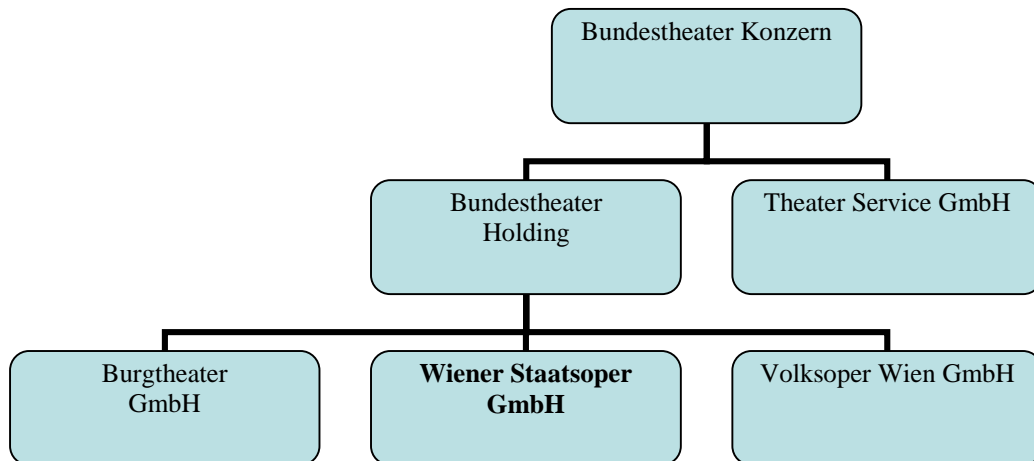 Bundestheater Konzern
Bundestheater
Holding
Theater Service GmbH
Burgtheater
GmbH
Wiener Staatsoper
GmbH
Volksoper Wien GmbH